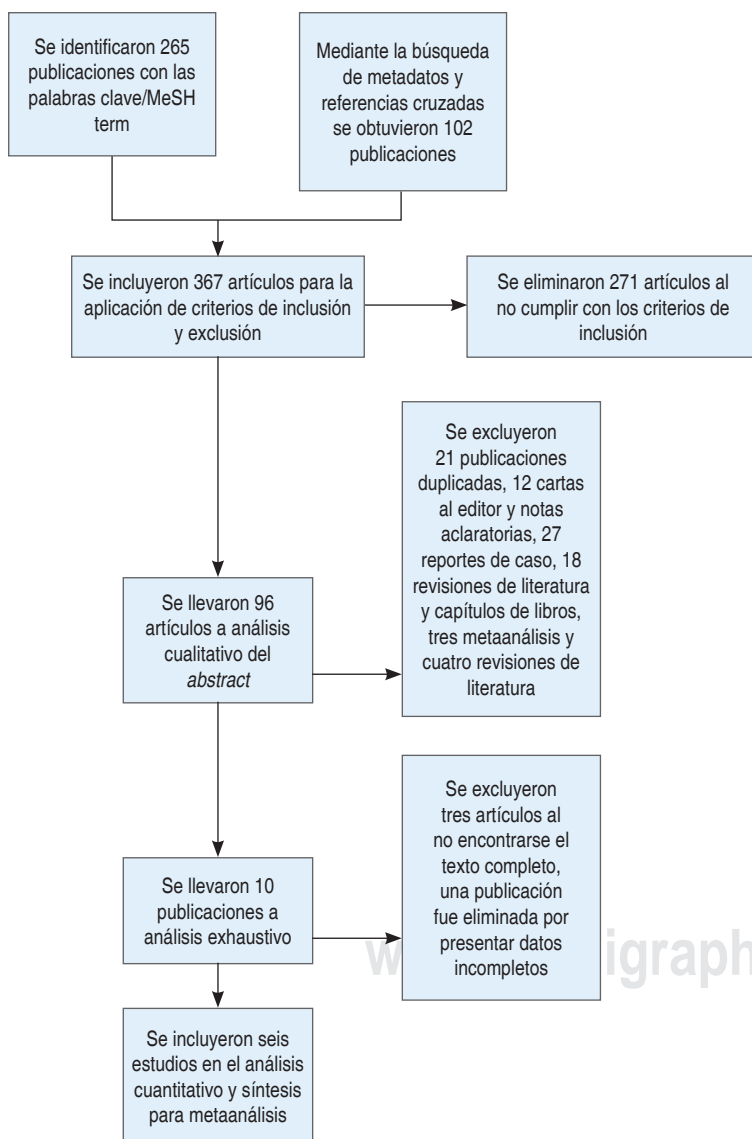 Se identificaron 265
publicaciones con las
palabras clave/MeSH
term
Mediante la búsqueda
de metadatos y
referencias cruzadas
se obtuvieron 102
publicaciones
Se incluyeron 367 artículos para la
aplicación de criterios de inclusión
y exclusión
Se eliminaron 271 artículos al
no cumplir con los criterios de
inclusión
Se excluyeron
21 publicaciones
duplicadas, 12 cartas
al editor y notas
aclaratorias, 27
reportes de caso, 18
revisiones de literatura
y capítulos de libros,
tres metaanálisis y
cuatro revisiones de
literatura
Se llevaron 96
artículos a análisis
cualitativo del
abstract
Se excluyeron
tres artículos al
no encontrarse el
texto completo,
una publicación
fue eliminada por
presentar datos
incompletos
Se llevaron 10
publicaciones a
análisis exhaustivo
Se incluyeron seis
estudios en el análisis
cuantitativo y síntesis
para metaanálisis